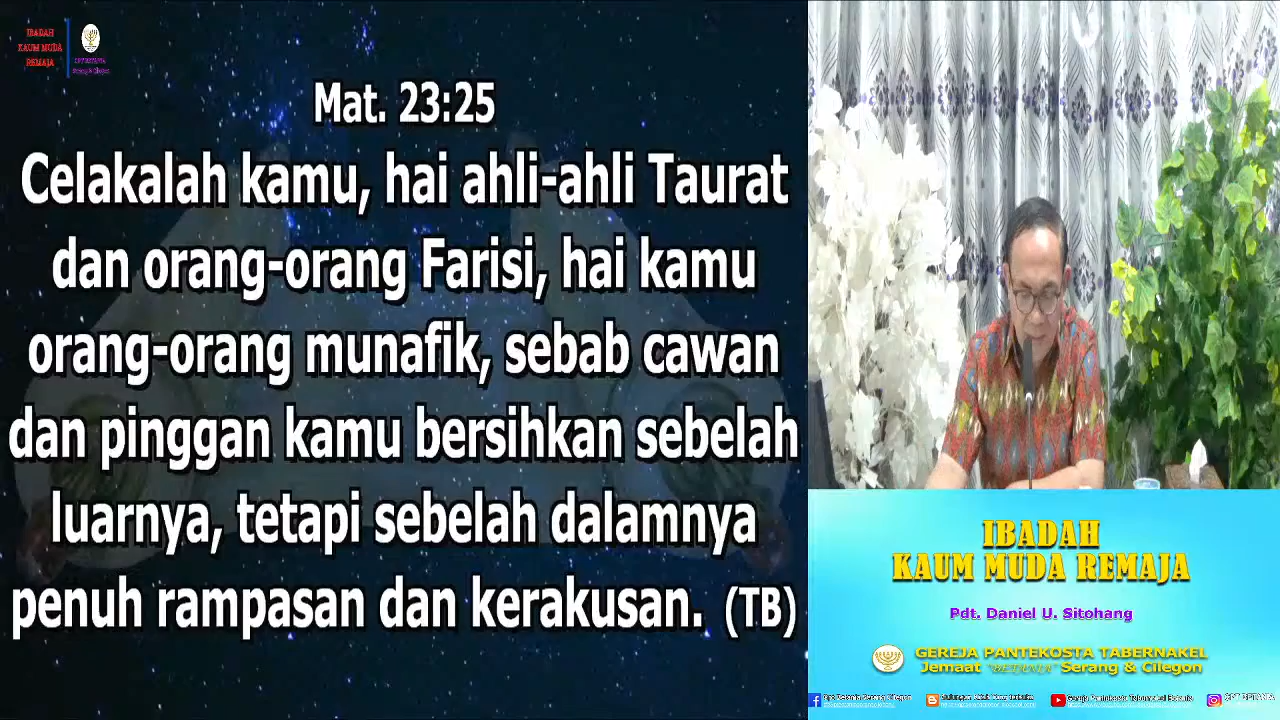 IBADAH
KAUM MUDA
REMAJA
Mat. 23:25
Celakalah kamu, hai ahli-ahli Taurat
dan orang-orang Farisi, hai kamu
orang-orang munafik, sebab cawan
dan pinggan kamu bersihkan sebelah
luarnya, tetapi sebelah dalamnya
penuh rampasan dan kerakusan. (TB)
IBADAH
KAUM MUDA REMAJA
Pdt. Daniel U. Sitohang
GEREJA PANTEKOSTA TABERNAKEL
Jemaat "BETANIA" Serang & Cilegon